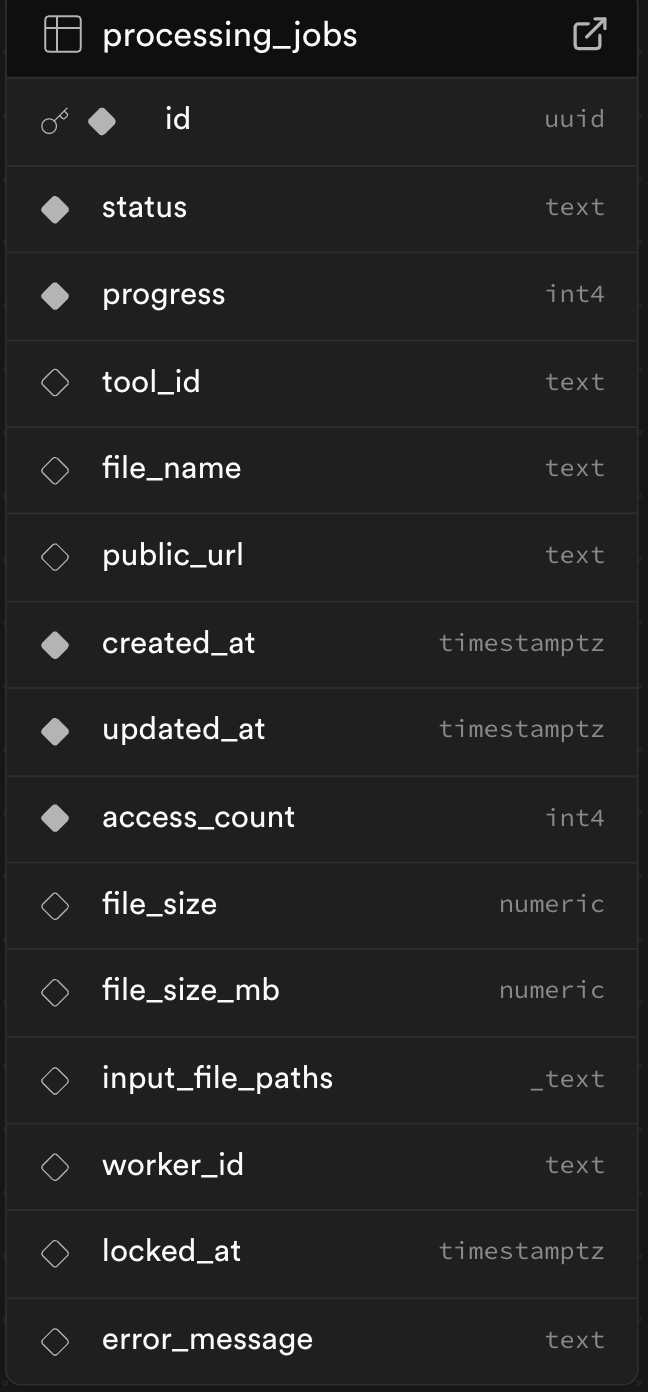 processing_jobs
id uuid
status text
progress int4
tool_id text
file_name text
public_url text
created_at timestamptz
updated_at timestamptz
access_count int4
file_size numeric
file_size_mb numeric
input_file_paths _text
worker_id text
locked_at timestamptz
error_message text